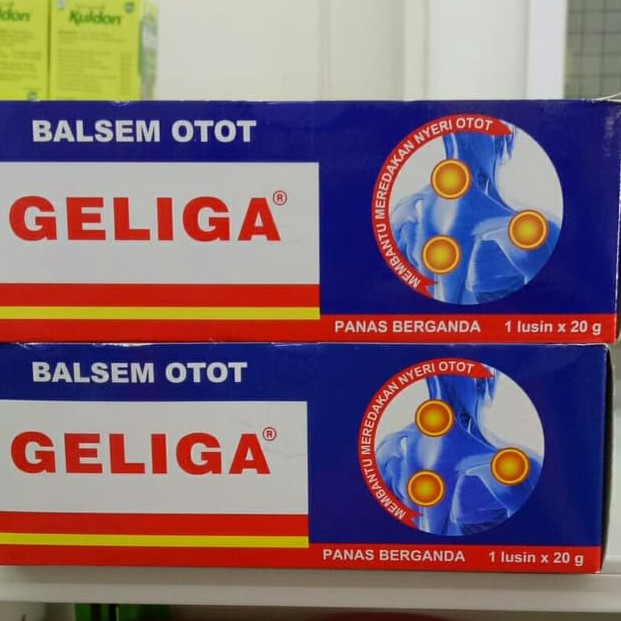 Kuldon
Kuldon
BALSEM OTOT
GELIGA®
MEMBANTU MEREDAKAN NYERI OTOT
PANAS BERGANDA 1 lusin x 20 g
BALSEM OTOT
GELIGA®
MEMBANTU MEREDAKAN NYERI OTOT
PANAS BERGANDA 1 lusin x 20 g